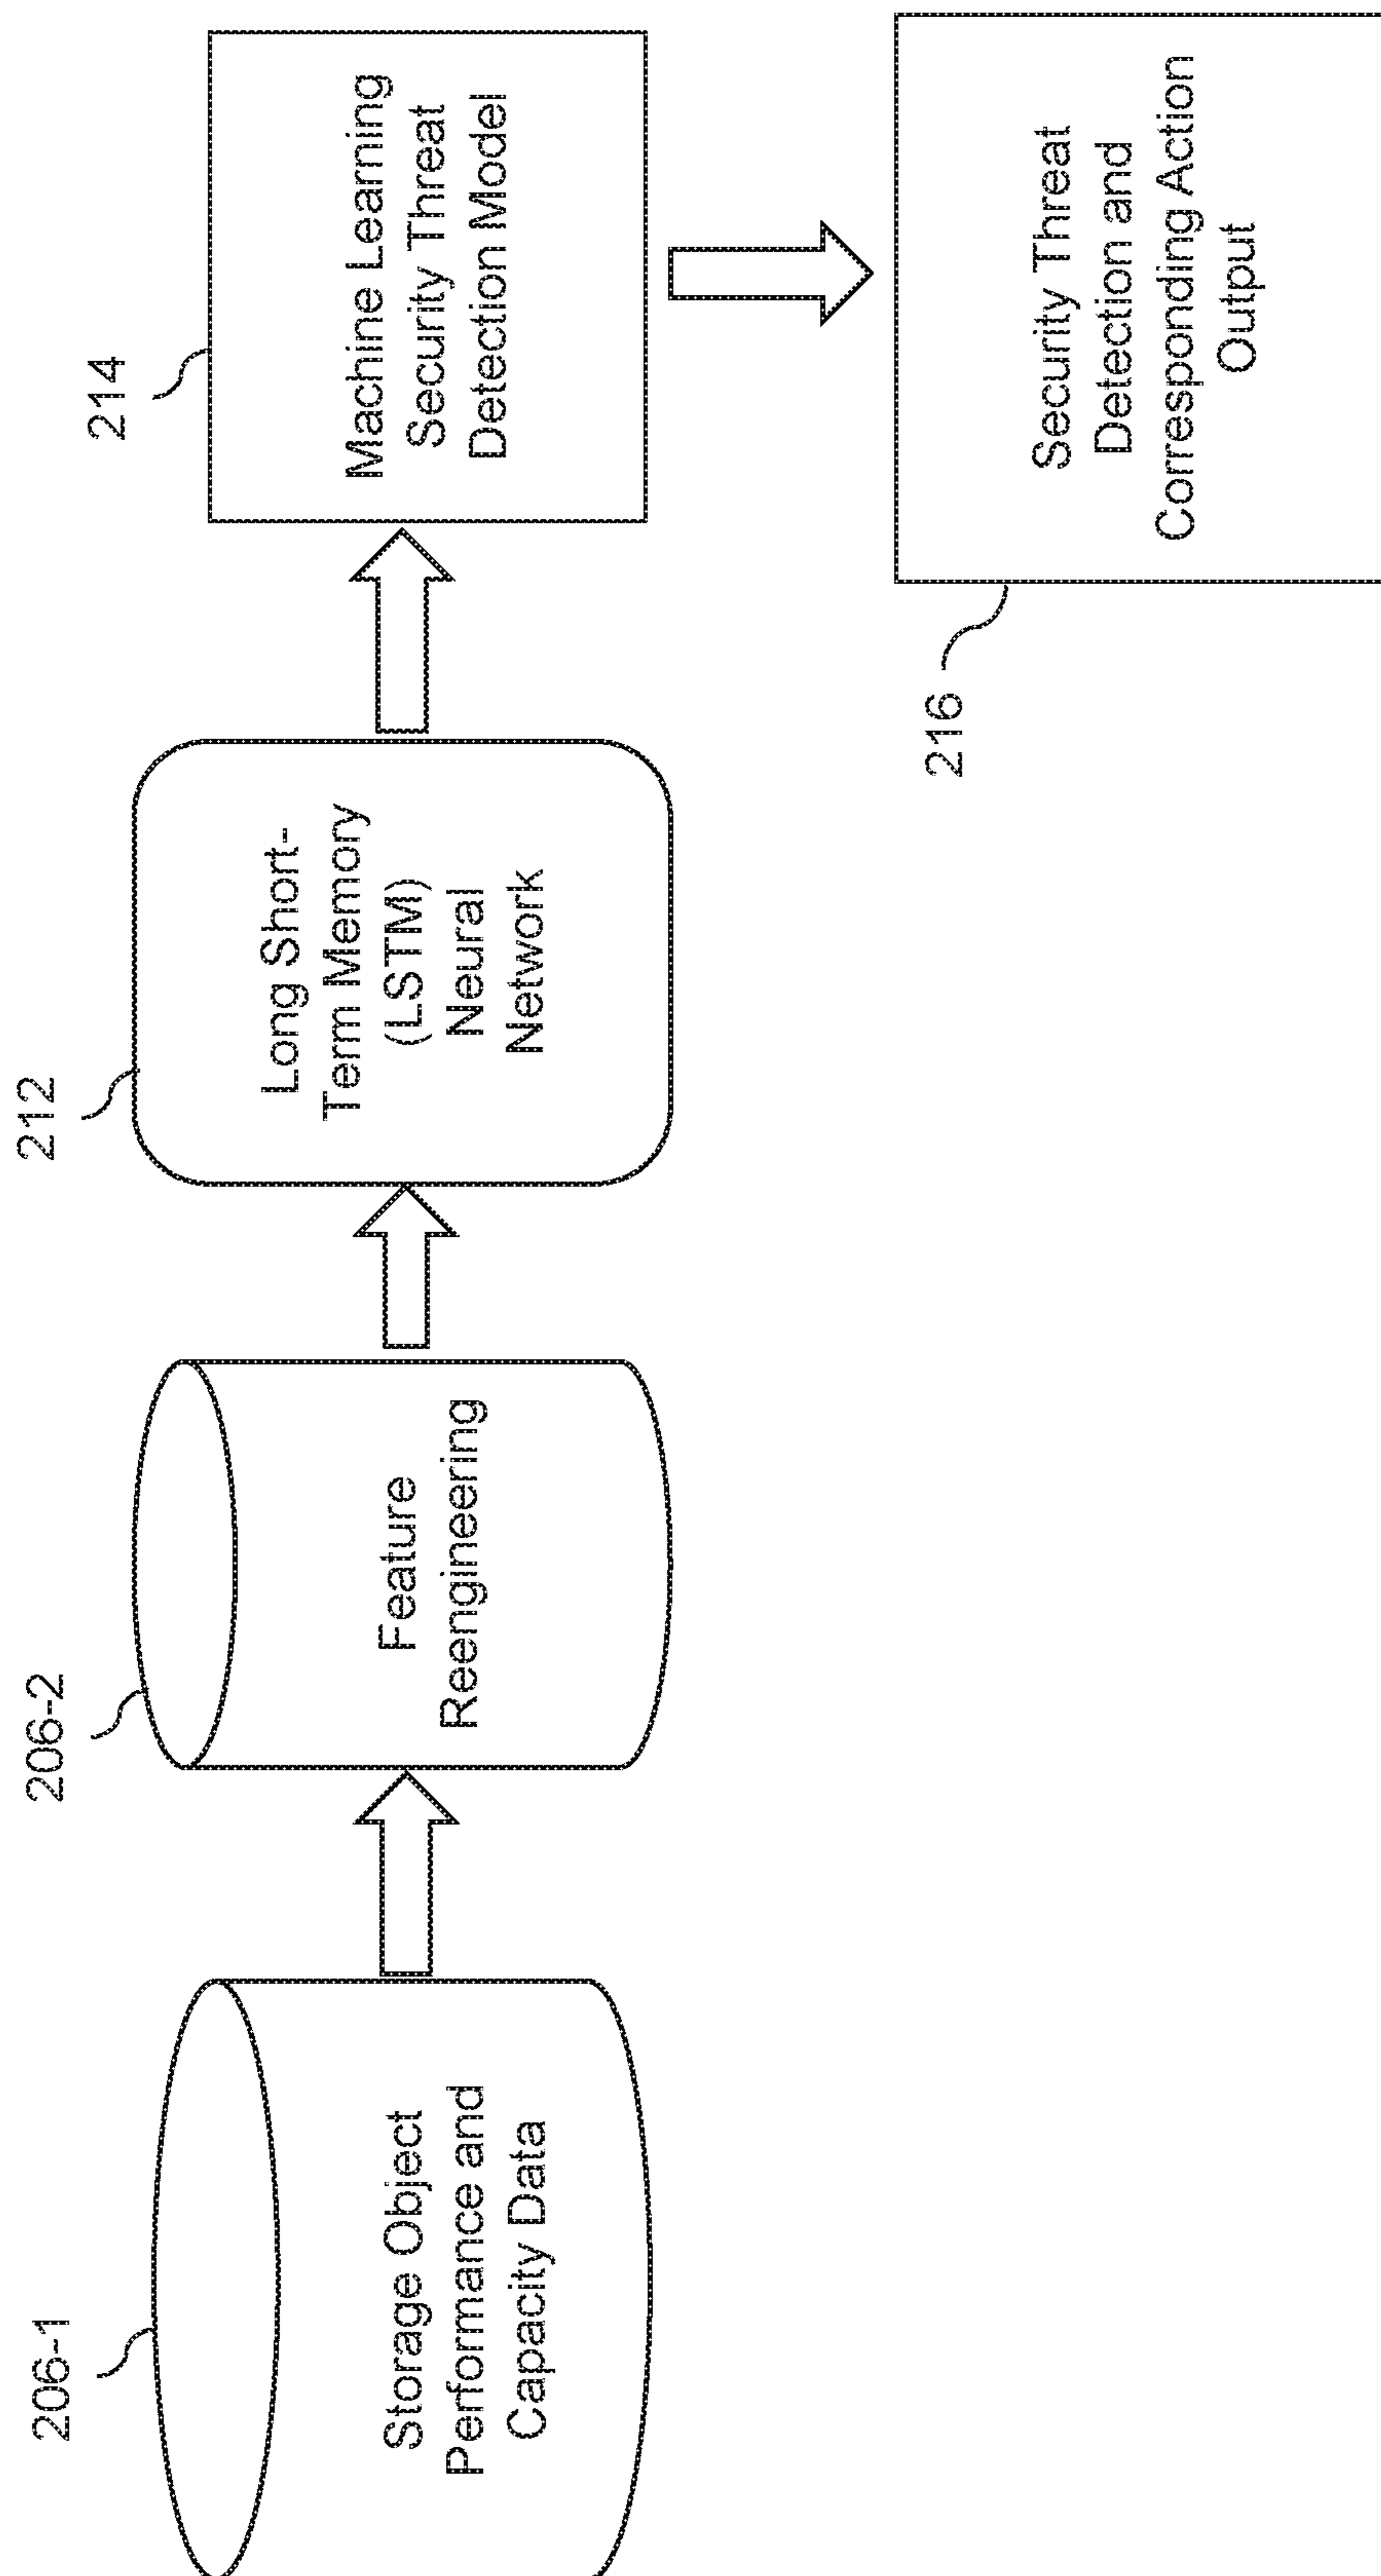 206-1
Storage Object
Performance and
Capacity Data
206-2
Feature
Reengineering
212
Long Short-
Term Memory
(LSTM)
Neural
Network
214
Machine Learning
Security Threat
Detection Model
216
Security Threat
Detection and
Corresponding Action
Output